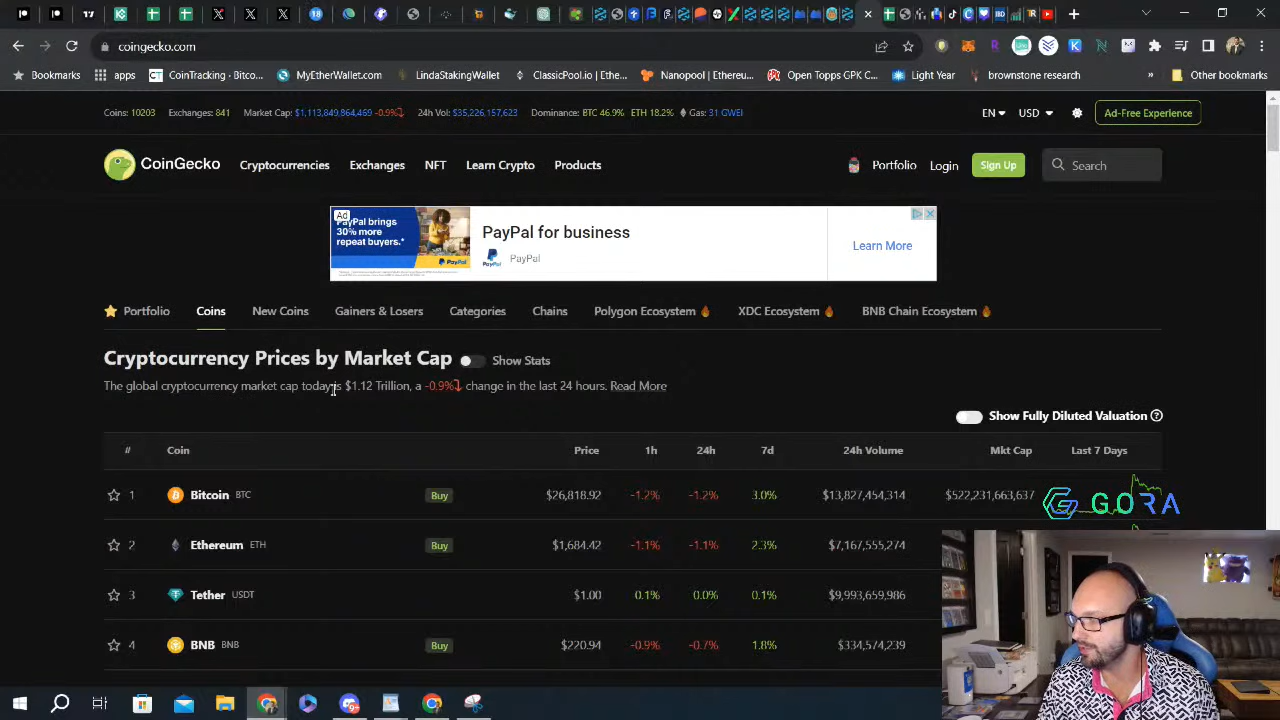 coingecko.com
Bookmarks apps CoinTracking - Bitco... MyEtherWallet.com LindaStakingWallet ClassicPool.io | Ethe... Nanopool | Ethereu... Open Topps GPK C... Light Year brownstone research » Other bookmarks
Coins: 10203 Exchanges: 841 Market Cap: $1,113,849,864,469 -0.9% 24h Vol: $35,226,157,623 Dominance: BTC 46.9% ETH 18.2% Gas: 31 GWEI EN USD Ad-Free Experience
CoinGecko Cryptocurrencies Exchanges NFT Learn Crypto Products Portfolio Login Sign Up Search
Ad
PayPal brings
30% more
repeat buyers.*
PayPal
PayPal for business
PayPal
Learn More
Portfolio Coins New Coins Gainers & Losers Categories Chains Polygon Ecosystem XDC Ecosystem BNB Chain Ecosystem
Cryptocurrency Prices by Market Cap Show Stats
The global cryptocurrency market cap today is $1.12 Trillion, a -0.9% change in the last 24 hours. Read More
Show Fully Diluted Valuation
# Coin Price 1h 24h 7d 24h Volume Mkt Cap Last 7 Days
1 Bitcoin BTC Buy $26,818.92 -1.2% -1.2% 3.0% $13,827,454,314 $522,231,663,637
GORA
2 Ethereum ETH Buy $1,684.42 -1.1% -1.1% 2.3% $7,167,555,274
3 Tether USDT $1.00 0.1% 0.0% 0.1% $9,993,659,986
4 BNB BNB Buy $220.94 -0.9% -0.7% 1.8% $334,574,239